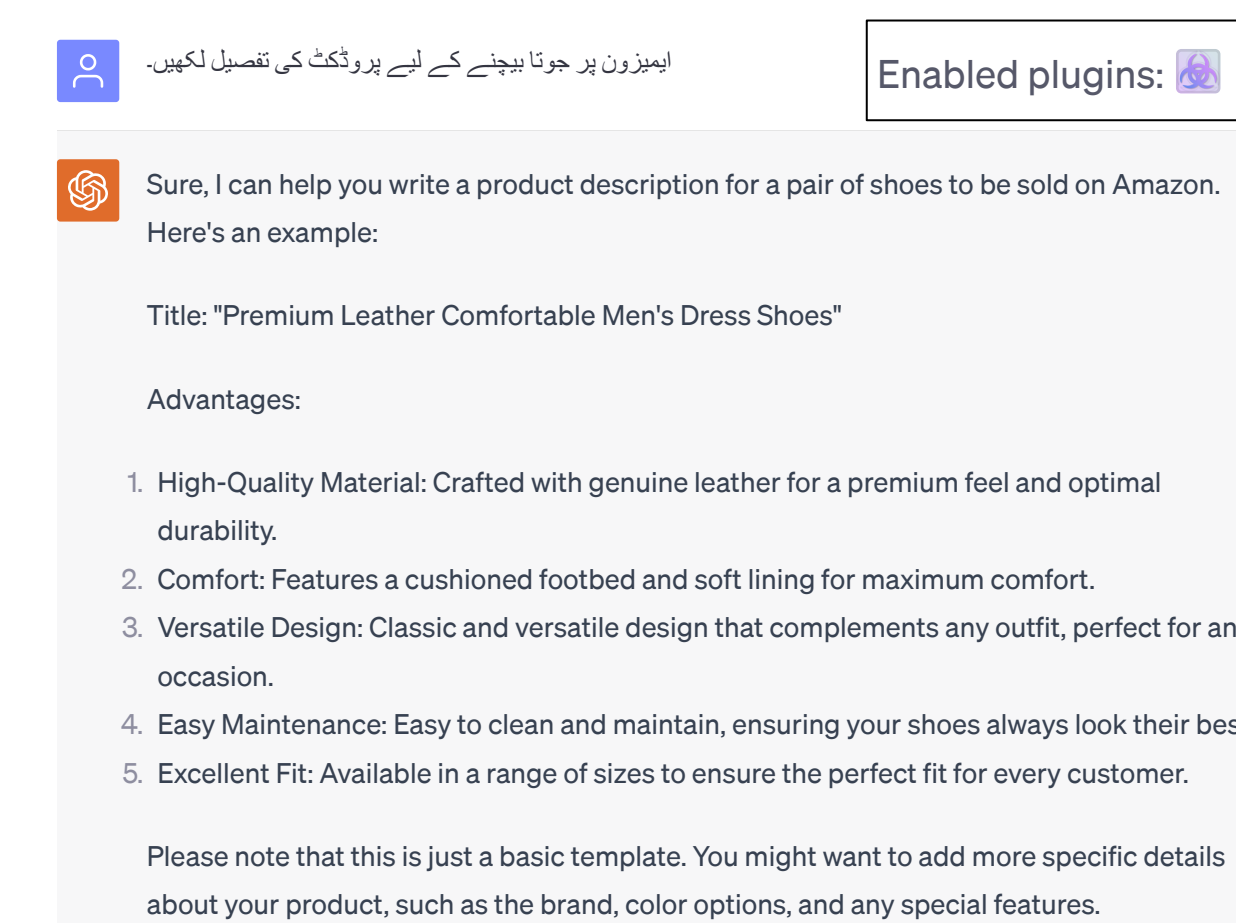 ایمیزون پر جوتا بیچنے کے لیے پروڈکٹ کی تفصیل لکھیں۔
Enabled plugins:
Sure, I can help you write a product description for a pair of shoes to be sold on Amazon.
Here's an example:
Title: "Premium Leather Comfortable Men's Dress Shoes"
Advantages:
1. High-Quality Material: Crafted with genuine leather for a premium feel and optimal
durability.
2. Comfort: Features a cushioned footbed and soft lining for maximum comfort.
3. Versatile Design: Classic and versatile design that complements any outfit, perfect for an
occasion.
4. Easy Maintenance: Easy to clean and maintain, ensuring your shoes always look their bes
5. Excellent Fit: Available in a range of sizes to ensure the perfect fit for every customer.
Please note that this is just a basic template. You might want to add more specific details
about your product, such as the brand, color options, and any special features.